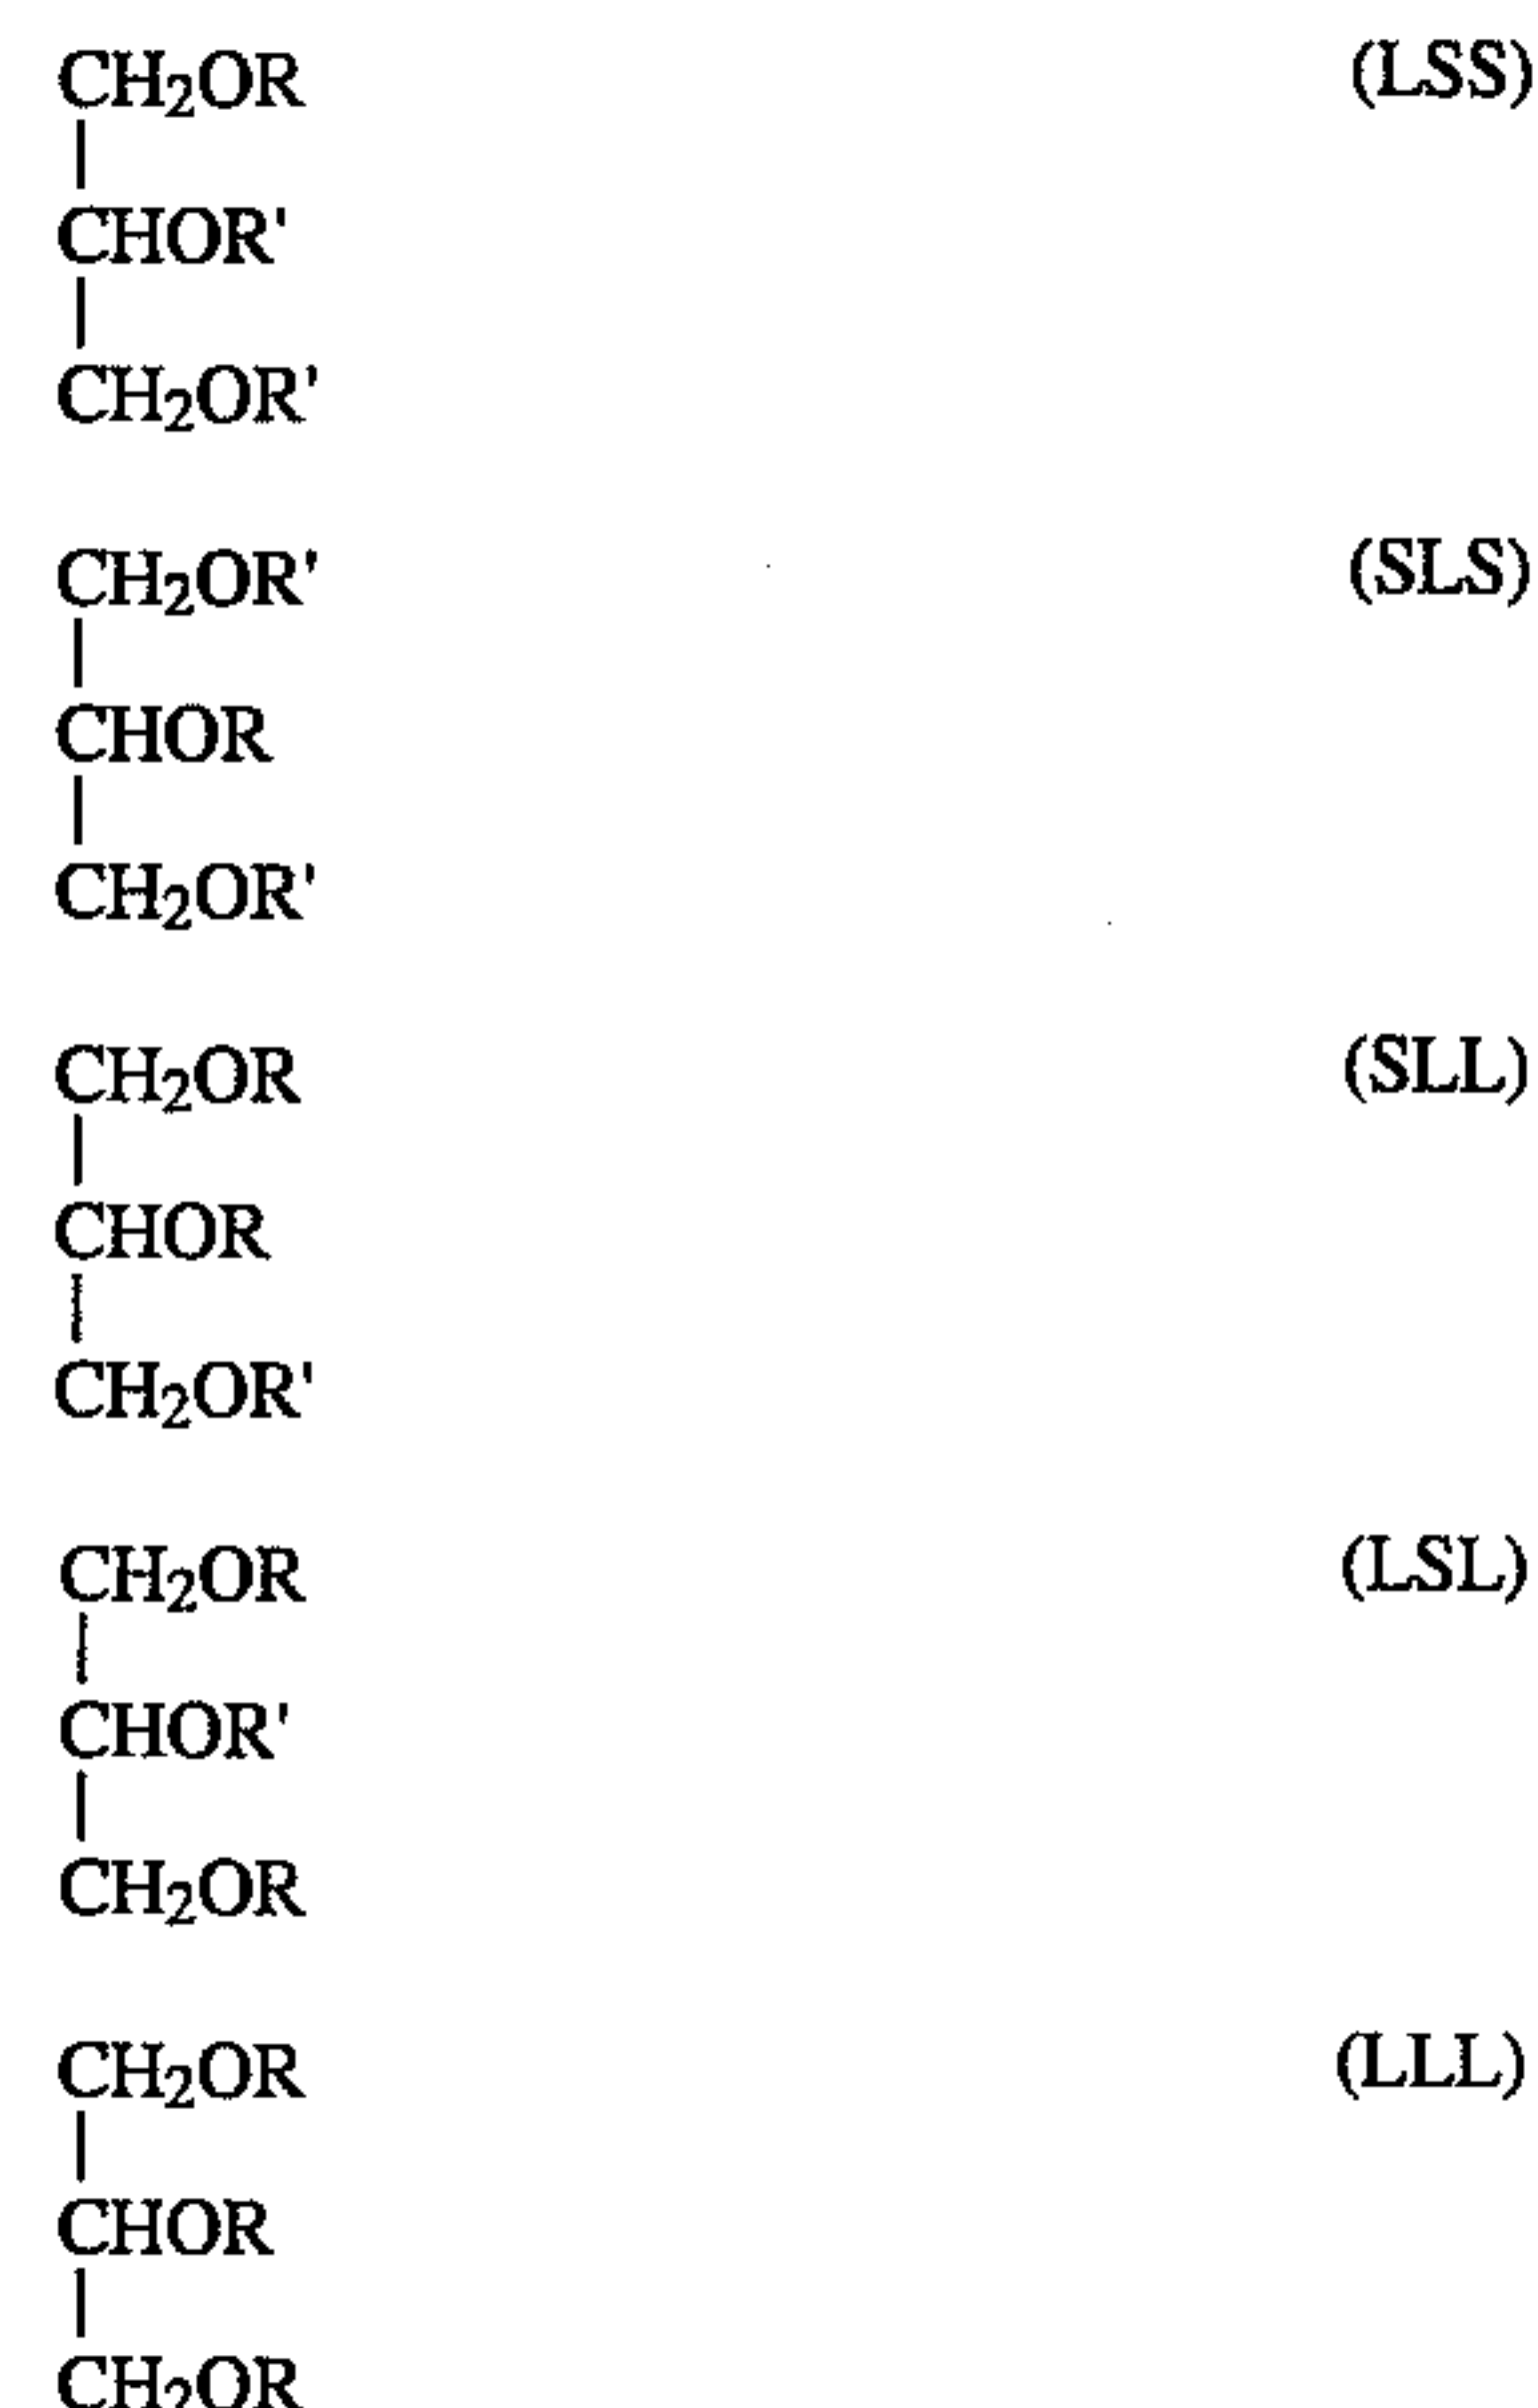 CH₂OR (LSS)
|
CHOR'
|
CH₂OR'
CH₂OR' (SLS)
|
CHOR
|
CH₂OR'
CH₂OR (SLL)
|
CHOR
|
CH₂OR'
CH₂OR (LSL)
|
CHOR'
|
CH₂OR
CH₂OR (LLL)
|
CHOR
|
CH₂OR